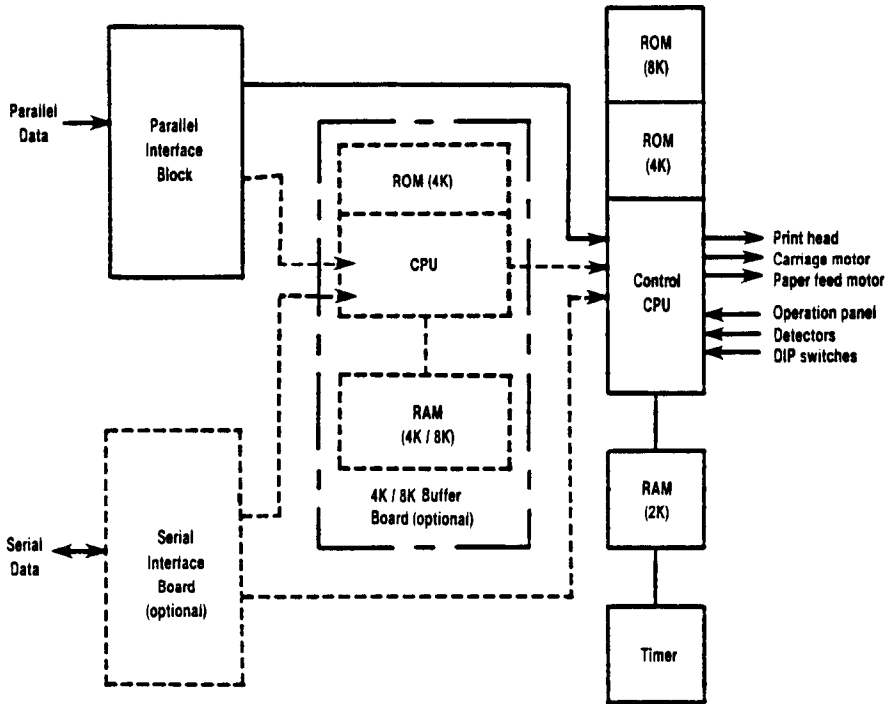 Parallel
Data
Parallel
Interface
Block
ROM (4K)
CPU
RAM
(4K / 8K)
4K / 8K Buffer
Board (optional)
Serial
Data
Serial
Interface
Board
(optional)
ROM
(8K)
ROM
(4K)
Control
CPU
Print head
Carriage motor
Paper feed motor
Operation panel
Detectors
DIP switches
RAM
(2K)
Timer